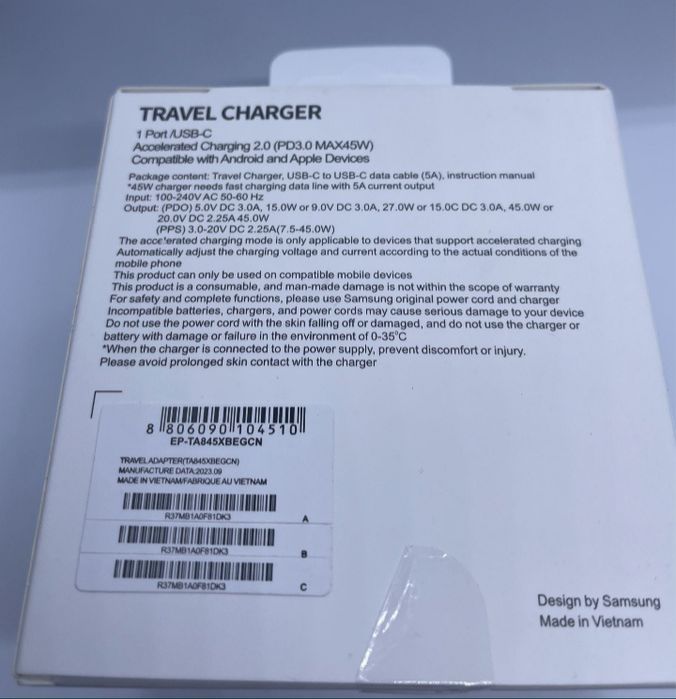 TRAVEL CHARGER
1 Port /USB-C
Accelerated Charging 2.0 (PD3.0 MAX45W)
Compatible with Android and Apple Devices
Package content: Travel Charger, USB-C to USB-C data cable (5A), instruction manual
*45W charger needs fast charging data line with 5A current output
Input: 100-240V AC 50-60 Hz
Output: (PDO) 5.0V DC 3.0A, 15.0W or 9.0V DC 3.0A, 27.0W or 15.0C DC 3.0A, 45.0W or
20.0V DC 2.25A 45.0W
(PPS) 3.0-20V DC 2.25A(7.5-45.0W)
The accelerated charging mode is only applicable to devices that support accelerated charging
Automatically adjust the charging voltage and current according to the actual conditions of the
mobile phone
This product can only be used on compatible mobile devices
This product is a consumable, and man-made damage is not within the scope of warranty
For safety and complete functions, please use Samsung original power cord and charger
Incompatible batteries, chargers, and power cords may cause serious damage to your device
Do not use the power cord with the skin falling off or damaged, and do not use the charger or
battery with damage or failure in the environment of 0-35°C
*When the charger is connected to the power supply, prevent discomfort or injury.
Please avoid prolonged skin contact with the charger
8 806090 104510
EP-TA845XBEGCN
TRAVEL ADAPTER(TA845XBEGCN)
MANUFACTURE DATA:2023.09
MADE IN VIETNAM/FABRIQUE AU VIETNAM
R37MB1A0F81DK3
A
R37MB1A0F81DK3
B
R37MB1A0F81DK3
C
Design by Samsung
Made in Vietnam